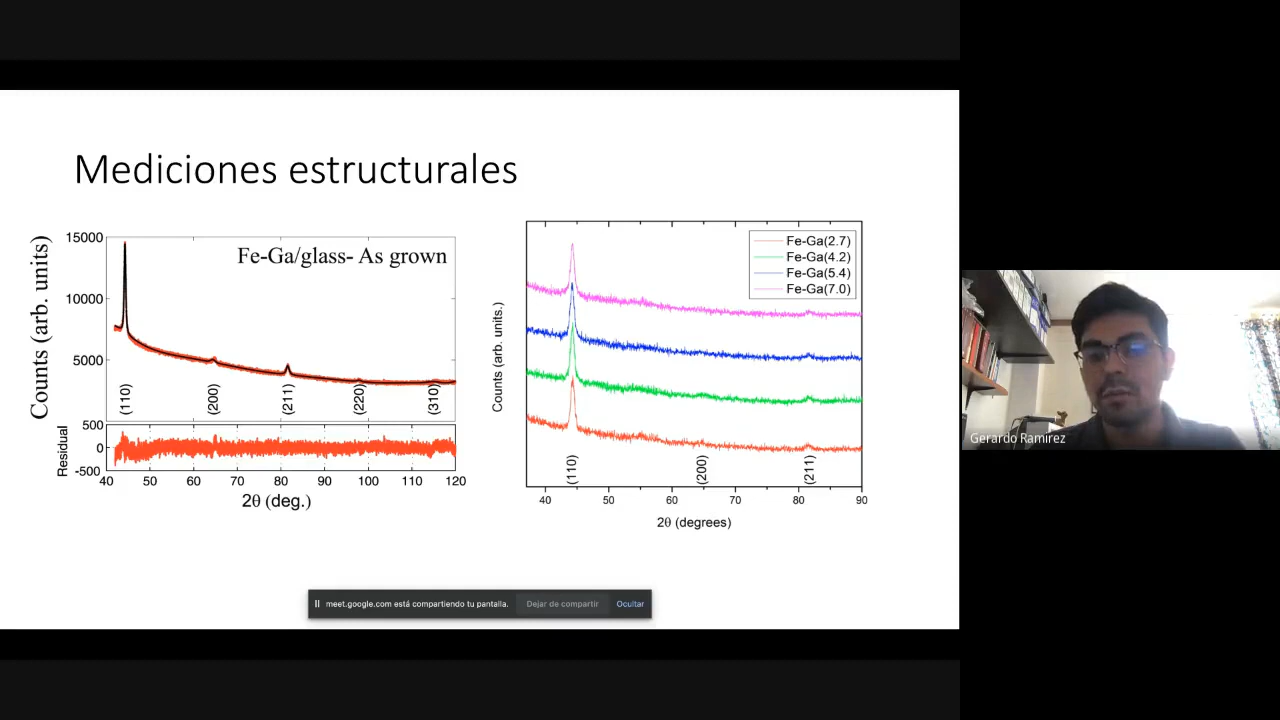 Mediciones estructurales
Fe-Ga/glass- As grown
Counts (arb. units)
15000
10000
5000
(110)
(200)
(211)
(220)
(310)
Residual
500
0
-500
40
50
60
70
80
90
100
110
120
2θ (deg.)
Fe-Ga(2.7)
Fe-Ga(4.2)
Fe-Ga(5.4)
Fe-Ga(7.0)
Counts (arb. units.)
(110)
(200)
(211)
40
50
60
70
80
90
2θ (degrees)
Gerardo Ramirez
meet.google.com está compartiendo tu pantalla.
Dejar de compartir
Ocultar